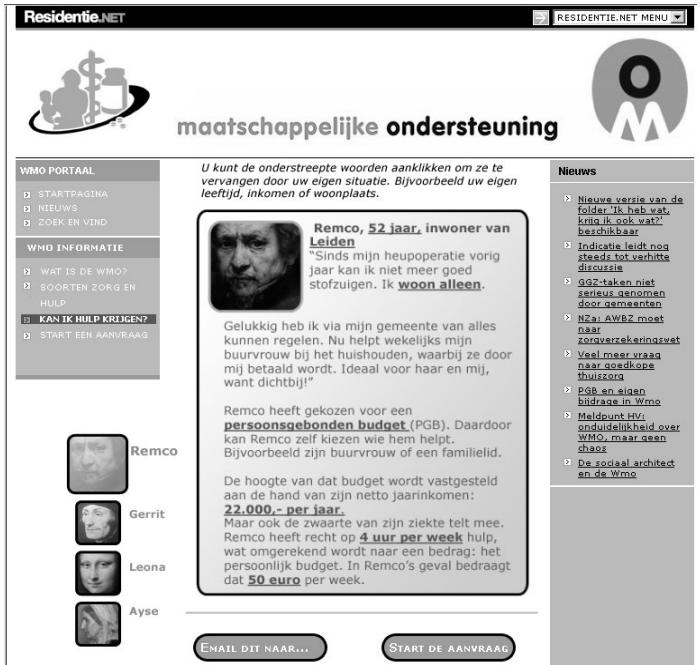 Residentie.NET
RESIDENTIE.NET MENU
OM
maatschappelijke ondersteuning
WMO PORTAAL
STARTPAGINA
NIEUWS
ZOEK EN VIND
WMO INFORMATIE
WAT IS DE WMO?
SOORTEN ZORG EN
HULP
KAN IK HULP KRIJGEN?
START EEN AANVRAAG
Remco
Gerrit
Leona
Ayse
U kunt de onderstreepte woorden aanklikken om ze te
vervangen door uw eigen situatie. Bijvoorbeeld uw eigen
leeftijd, inkomen of woonplaats.
Remco, 52 jaar, inwoner van
Leiden
“Sinds mijn heupoperatie vorig
jaar kan ik niet meer goed
stofzuigen. Ik woon alleen.
Gelukkig heb ik via mijn gemeente van alles
kunnen regelen. Nu helpt wekelijks mijn
buurvrouw bij het huishouden, waarbij ze door
mij betaald wordt. Ideaal voor haar en mij,
want dichtbij!”
Remco heeft gekozen voor een
persoonsgebonden budget (PGB). Daardoor
kan Remco zelf kiezen wie hem helpt.
Bijvoorbeeld zijn buurvrouw of een familielid.
De hoogte van dat budget wordt vastgesteld
aan de hand van zijn netto jaarinkomen:
22.000,- per jaar.
Maar ook de zwaarte van zijn ziekte telt mee.
Remco heeft recht op 4 uur per week hulp,
wat omgerekend wordt naar een bedrag: het
persoonlijk budget. In Remco’s geval bedraagt
dat 50 euro per week.
EMAIL DIT NAAR...
START DE AANVRAAG
Nieuws
Nieuwe versie van de
folder 'Ik heb wat,
krijg ik ook wat?'
beschikbaar
Indicatie leidt nog
steeds tot verhitte
discussie
GGZ-taken niet
serieus genomen
door gemeenten
NZa: AWBZ moet
naar
zorgverzekeringswet
Veel meer vraag
naar goedkope
thuiszorg
PGB en eigen
bijdrage in Wmo
Meldpunt HV:
onduidelijkheid over
WMO, maar geen
chaos
De sociaal architect
en de Wmo